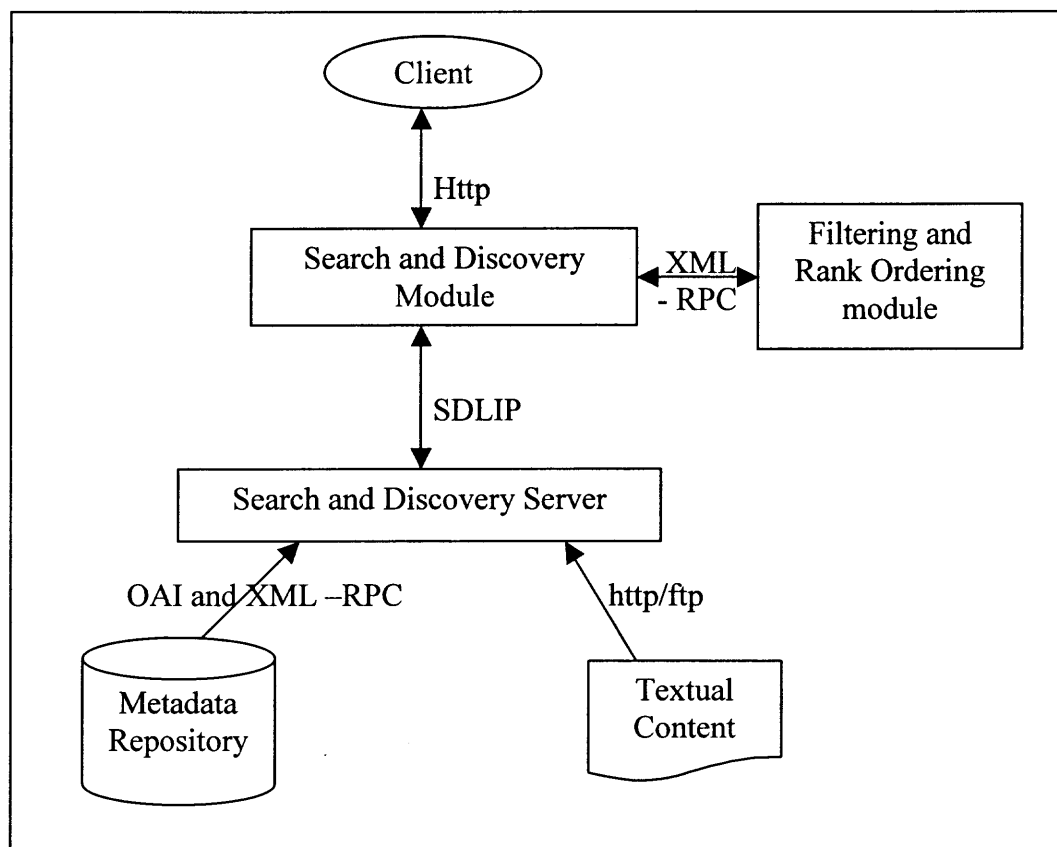 Client
Http
Search and Discovery
Module
XML
- RPC
Filtering and
Rank Ordering
module
SDLIP
Search and Discovery Server
OAI and XML –RPC
http/ftp
Metadata
Repository
Textual
Content